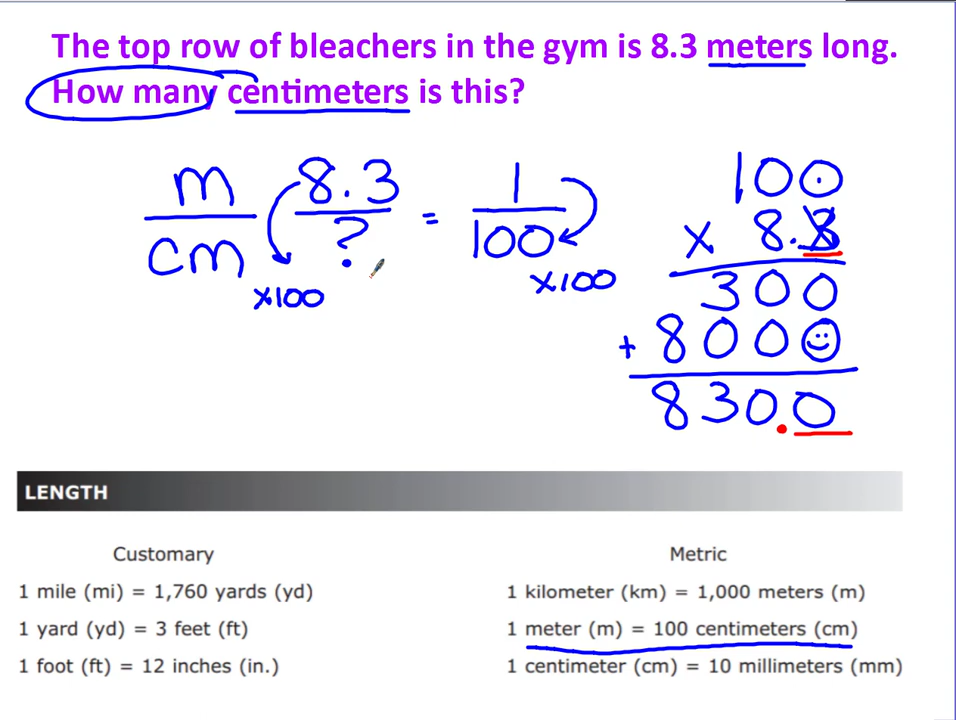 The top row of bleachers in the gym is 8.3 meters long.
How many centimeters is this?
m 8.3 = 1
cm ? 100
x100 x100
100
x 8.3
300
+ 8000
830.0
LENGTH
Customary
1 mile (mi) = 1,760 yards (yd)
1 yard (yd) = 3 feet (ft)
1 foot (ft) = 12 inches (in.)
Metric
1 kilometer (km) = 1,000 meters (m)
1 meter (m) = 100 centimeters (cm)
1 centimeter (cm) = 10 millimeters (mm)